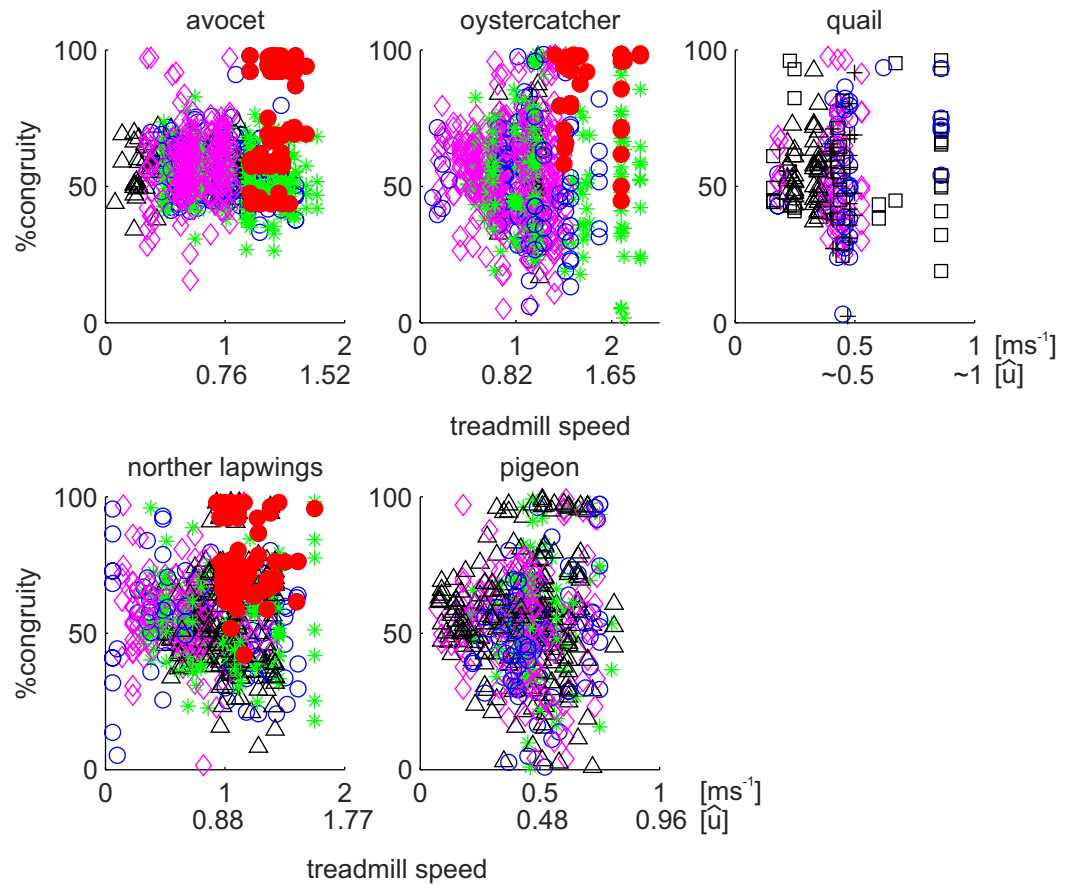 avocet oystercatcher quail
100 100 100
%congruity
50 50 50
0 0 0
0 1 2 0 1 2 0 0.5 1 [ms⁻¹]
0.76 1.52 0.82 1.65 ~0.5 ~1 [û]
treadmill speed
norther lapwings pigeon
100 100
%congruity
50 50
0 0
0 1 2 0 0.5 1 [ms⁻¹]
0.88 1.77 0.48 0.96 [û]
treadmill speed